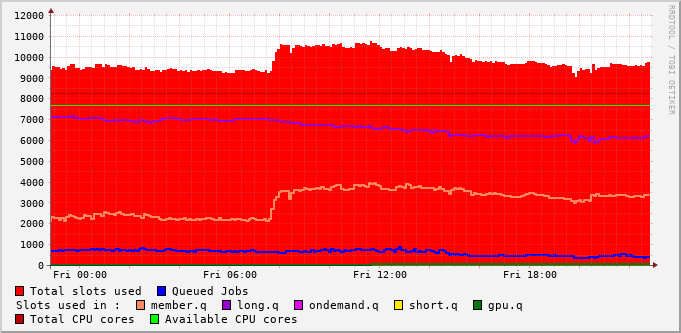 12000
11000
10000
9000
8000
7000
6000
5000
4000
3000
2000
1000
0
Fri 00:00 Fri 06:00 Fri 12:00 Fri 18:00
RRDTOOL / TOBI OETIKER
Total slots used Queued Jobs
Slots used in : member.q long.q ondemand.q short.q gpu.q
Total CPU cores Available CPU cores